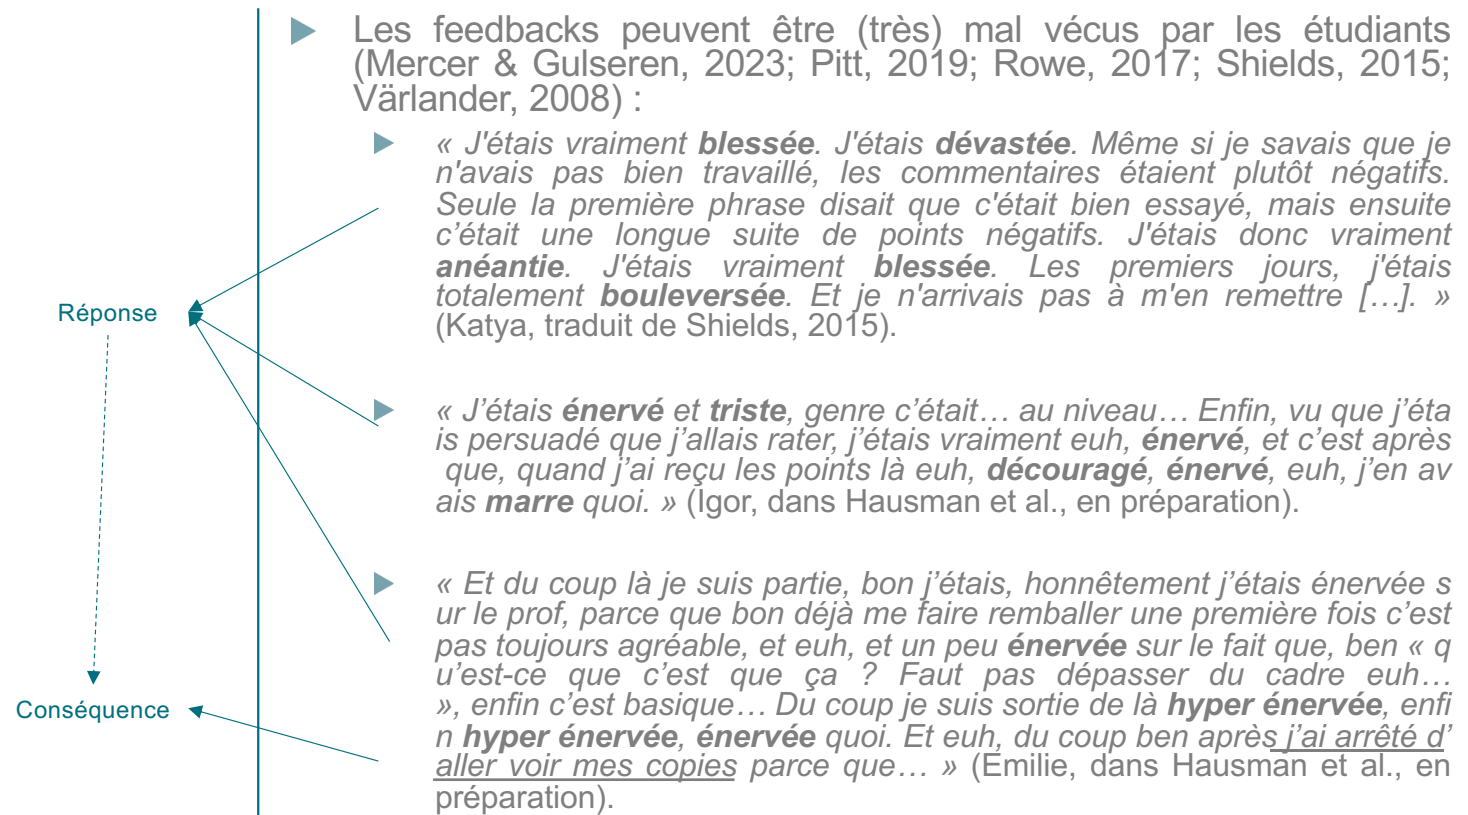 Les feedbacks peuvent être (très) mal vécus par les étudiants
(Mercer & Gulseren, 2023; Pitt, 2019; Rowe, 2017; Shields, 2015;
Värlander, 2008) :
« J'étais vraiment blessée. J'étais dévastée. Même si je savais que je
n'avais pas bien travaillé, les commentaires étaient plutôt négatifs.
Seule la première phrase disait que c'était bien essayé, mais ensuite
c’était une longue suite de points négatifs. J'étais donc vraiment
anéantie. J'étais vraiment blessée. Les premiers jours, j'étais
totalement bouleversée. Et je n'arrivais pas à m'en remettre […]. »
(Katya, traduit de Shields, 2015).
Réponse
« J’étais énervé et triste, genre c’était… au niveau… Enfin, vu que j’éta
is persuadé que j’allais rater, j’étais vraiment euh, énervé, et c’est après
que, quand j’ai reçu les points là euh, découragé, énervé, euh, j’en av
ais marre quoi. » (Igor, dans Hausman et al., en préparation).
« Et du coup là je suis partie, bon j’étais, honnêtement j’étais énervée s
ur le prof, parce que bon déjà me faire remballer une première fois c’est
pas toujours agréable, et euh, et un peu énervée sur le fait que, ben « q
u’est-ce que c’est que ça ? Faut pas dépasser du cadre euh…
», enfin c’est basique… Du coup je suis sortie de là hyper énervée, enfi
n hyper énervée, énervée quoi. Et euh, du coup ben après j’ai arrêté d’
aller voir mes copies parce que… » (Emilie, dans Hausman et al., en
préparation).
Conséquence